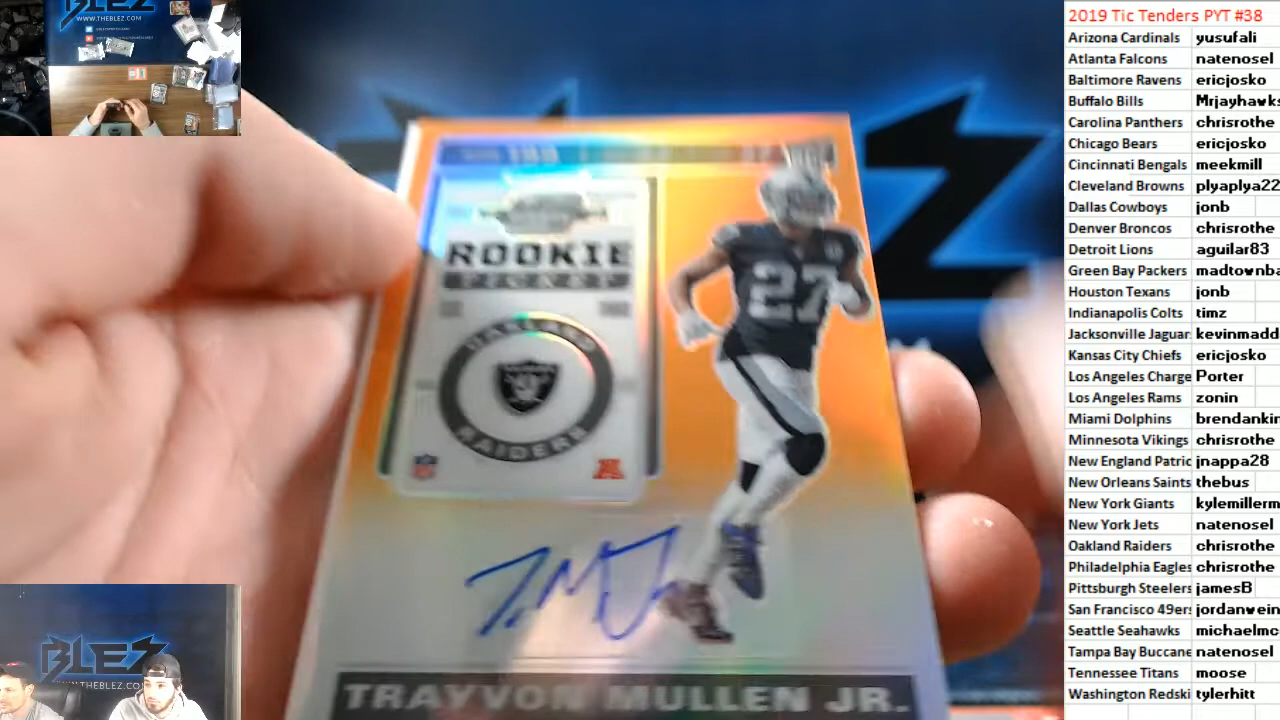 BLEZ
WWW.THEBLEZ.COM
ROOKIE
TICKET
OAKLAND
RAIDERS
27
TRAYVON MULLEN JR.
BLEZ
WWW.THEBLEZ.COM
2019 Tic Tenders PYT #38
Arizona Cardinals yusufali
Atlanta Falcons natenosel
Baltimore Ravens ericjosko
Buffalo Bills Mrjayhawks
Carolina Panthers chrisrothe
Chicago Bears ericjosko
Cincinnati Bengals meekmill
Cleveland Browns plyaplya22
Dallas Cowboys jonb
Denver Broncos chrisrothe
Detroit Lions aguilar83
Green Bay Packers madtownba
Houston Texans jonb
Indianapolis Colts timz
Jacksonville Jaguar kevinmadd
Kansas City Chiefs ericjosko
Los Angeles Charge Porter
Los Angeles Rams zonin
Miami Dolphins brendankin
Minnesota Vikings chrisrothe
New England Patric jnappa28
New Orleans Saints thebus
New York Giants kylemillerm
New York Jets natenosel
Oakland Raiders chrisrothe
Philadelphia Eagles chrisrothe
Pittsburgh Steelers jamesB
San Francisco 49ers jordanwein
Seattle Seahawks michaelmc
Tampa Bay Buccane natenosel
Tennessee Titans moose
Washington Redski tylerhitt